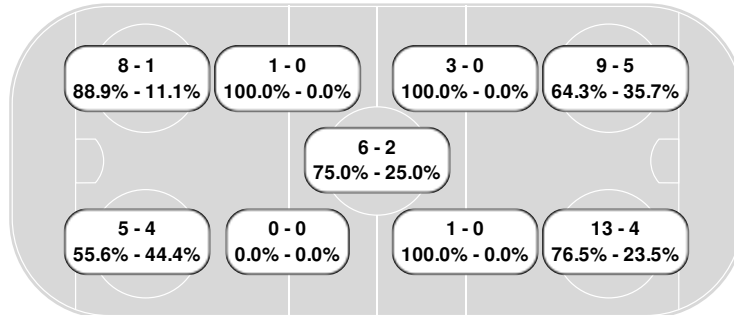 8 - 1
88.9% - 11.1%
1 - 0
100.0% - 0.0%
3 - 0
100.0% - 0.0%
9 - 5
64.3% - 35.7%
6 - 2
75.0% - 25.0%
5 - 4
55.6% - 44.4%
0 - 0
0.0% - 0.0%
1 - 0
100.0% - 0.0%
13 - 4
76.5% - 23.5%